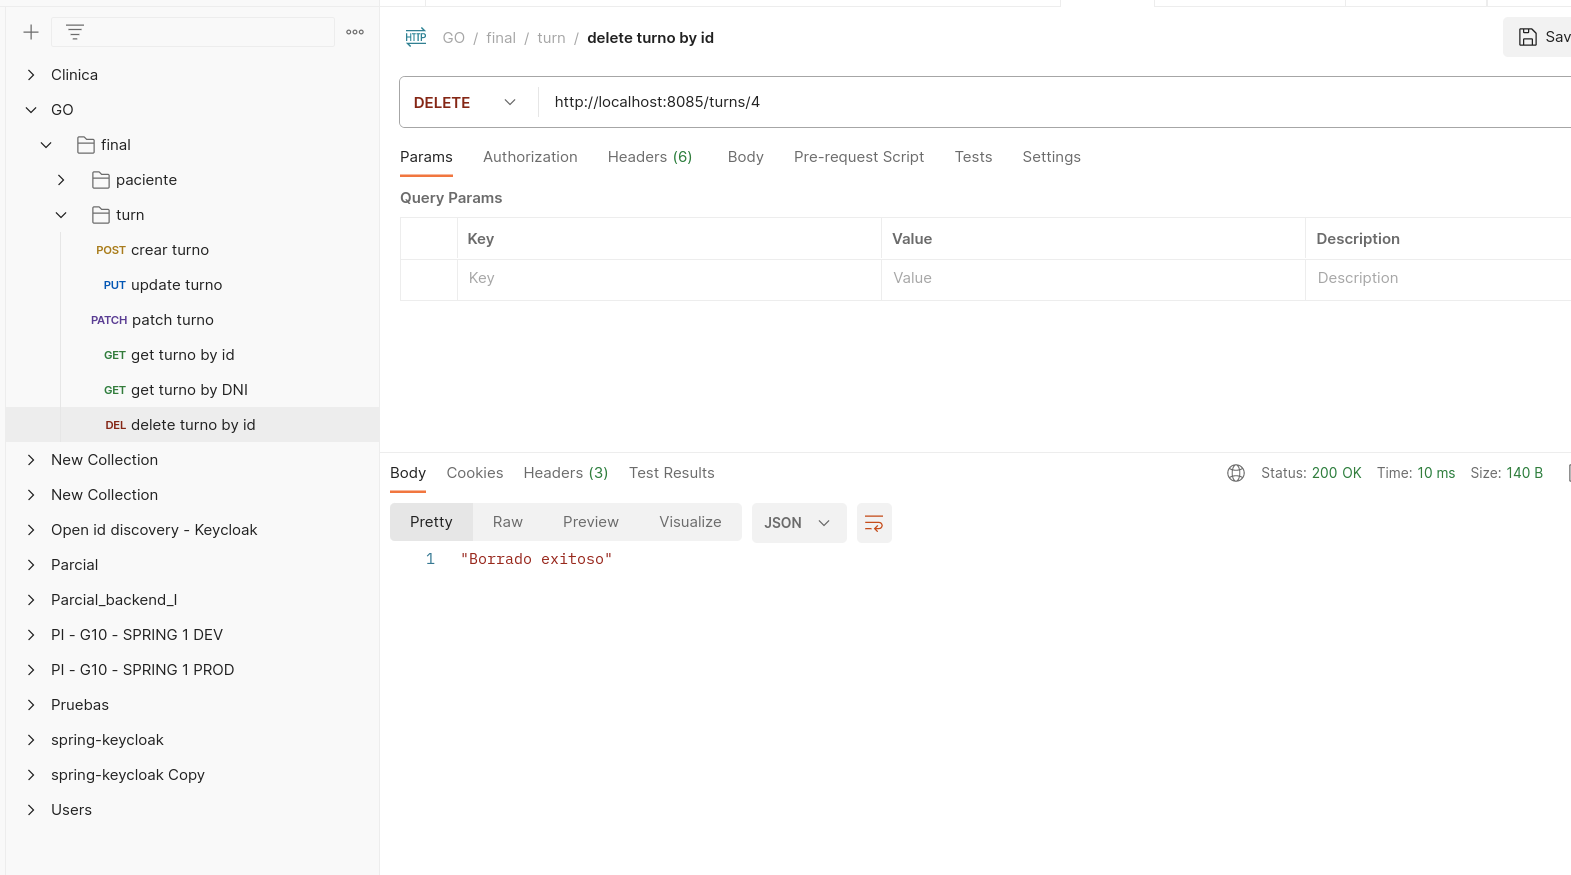 Clinica
GO
final
paciente
turn
POST crear turno
PUT update turno
PATCH patch turno
GET get turno by id
GET get turno by DNI
DEL delete turno by id
New Collection
New Collection
Open id discovery - Keycloak
Parcial
Parcial_backend_I
PI - G10 - SPRING 1 DEV
PI - G10 - SPRING 1 PROD
Pruebas
spring-keycloak
spring-keycloak Copy
Users
HTTP GO / final / turn / delete turno by id
Sav
DELETE http://localhost:8085/turns/4
Params Authorization Headers (6) Body Pre-request Script Tests Settings
Query Params
Key Value Description
Key Value Description
Body Cookies Headers (3) Test Results Status: 200 OK Time: 10 ms Size: 140 B
Pretty Raw Preview Visualize JSON
1 "Borrado exitoso"